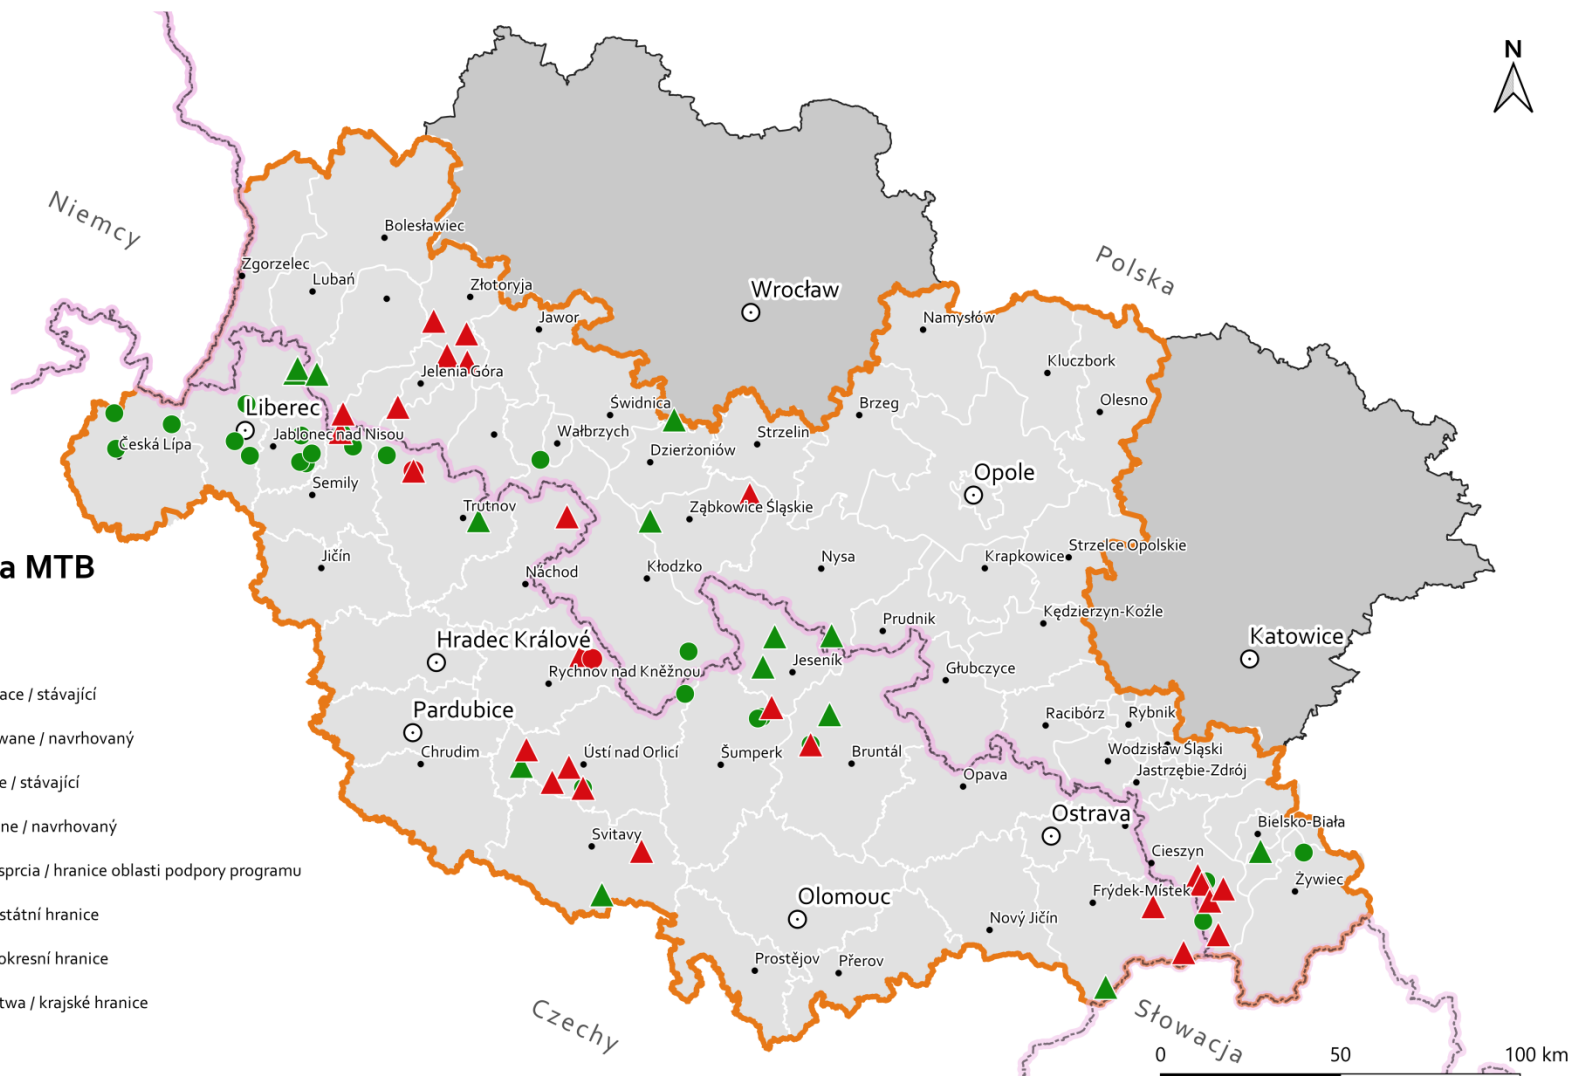 N
Niemcy
Polska
Bolesławiec
Zgorzelec
Lubań
Złotoryja
Wrocław
Jawor
Namysłów
Kluczbork
Jelenia Góra
Olesno
Świdnica
Brzeg
Liberec
Jablonec nad Nisou
Wałbrzych
Strzelin
Česká Lípa
Dzierżoniów
Opole
Semily
Trutnov
Ząbkowice Śląskie
Strzelce Opolskie
Jičín
Nysa
Krapkowice
a MTB
Náchod
Kłodzko
Kędzierzyn-Koźle
Prudnik
Hradec Králové
Katowice
Jeseník
Głubczyce
Rychnov nad Kněžnou
ace / stávající
Pardubice
Racibórz
Rybnik
wane / navrhovaný
Chrudim
Ústí nad Orlicí
Šumperk
Bruntál
Wodzisław Śląski
Jastrzębie-Zdrój
Opava
e / stávající
Ostrava
Bielsko-Biała
ne / navrhovaný
Svitavy
Cieszyn
sprcia / hranice oblasti podpory programu
Żywiec
Frýdek-Místek
Olomouc
státní hranice
Nový Jičín
okresní hranice
Prostějov
Přerov
twa / krajské hranice
Czechy
Słowacja
0 50 100 km